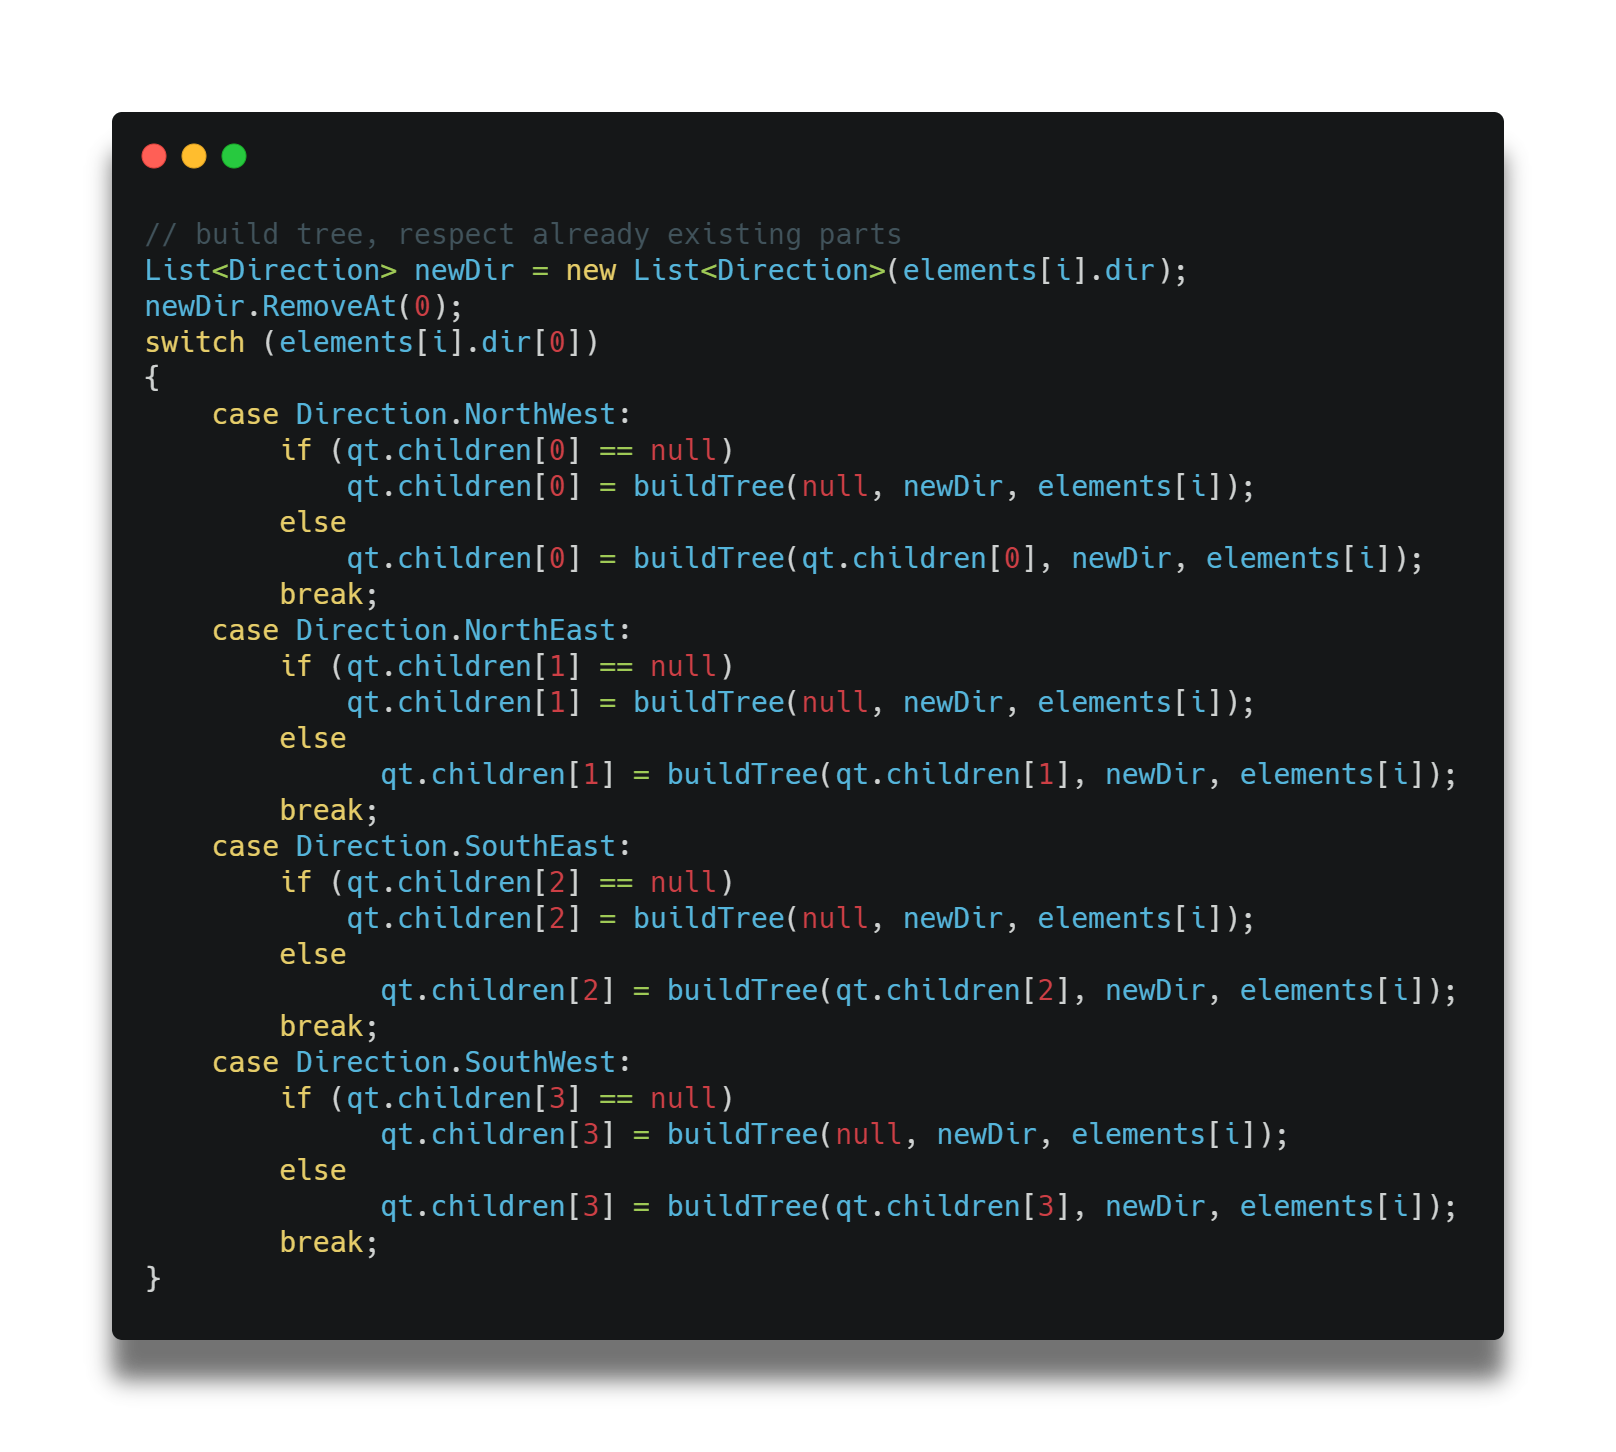 // build tree, respect already existing parts
List<Direction> newDir = new List<Direction>(elements[i].dir);
newDir.RemoveAt(0);
switch (elements[i].dir[0])
{
    case Direction.NorthWest:
        if (qt.children[0] == null)
            qt.children[0] = buildTree(null, newDir, elements[i]);
        else
            qt.children[0] = buildTree(qt.children[0], newDir, elements[i]);
        break;
    case Direction.NorthEast:
        if (qt.children[1] == null)
            qt.children[1] = buildTree(null, newDir, elements[i]);
        else
              qt.children[1] = buildTree(qt.children[1], newDir, elements[i]);
        break;
    case Direction.SouthEast:
        if (qt.children[2] == null)
            qt.children[2] = buildTree(null, newDir, elements[i]);
        else
              qt.children[2] = buildTree(qt.children[2], newDir, elements[i]);
        break;
    case Direction.SouthWest:
        if (qt.children[3] == null)
              qt.children[3] = buildTree(null, newDir, elements[i]);
        else
              qt.children[3] = buildTree(qt.children[3], newDir, elements[i]);
        break;
}